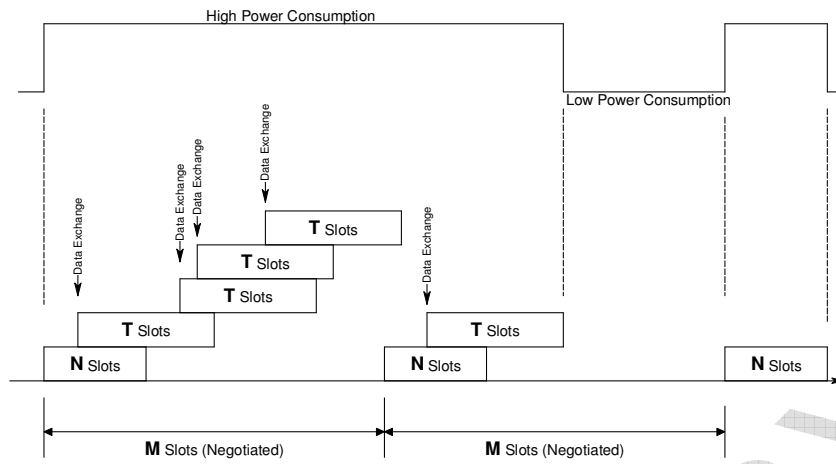 High Power Consumption
Low Power Consumption
Data Exchange
Data Exchange
Data Exchange
Data Exchange
Data Exchange
T Slots
T Slots
T Slots
T Slots
T Slots
N Slots
N Slots
N Slots
M Slots (Negotiated)
M Slots (Negotiated)